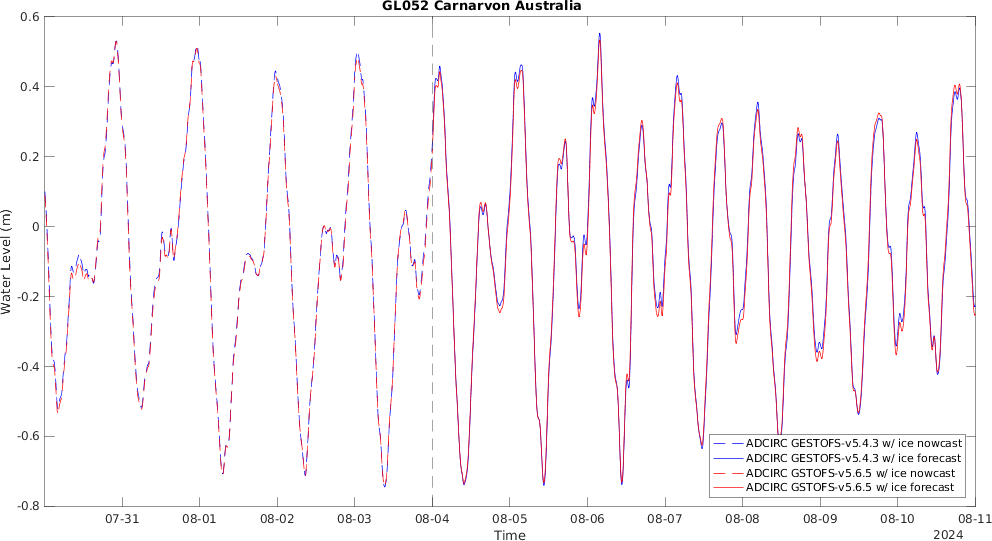 GL052 Carnarvon Australia
0.6
0.4
0.2
0
-0.2
-0.4
-0.6
-0.8
Water Level (m)
ADCIRC GESTOFS-v5.4.3 w/ ice nowcast
ADCIRC GESTOFS-v5.4.3 w/ ice forecast
ADCIRC GSTOFS-v5.6.5 w/ ice nowcast
ADCIRC GSTOFS-v5.6.5 w/ ice forecast
07-31 08-01 08-02 08-03 08-04 08-05 08-06 08-07 08-08 08-09 08-10 08-11
Time
2024